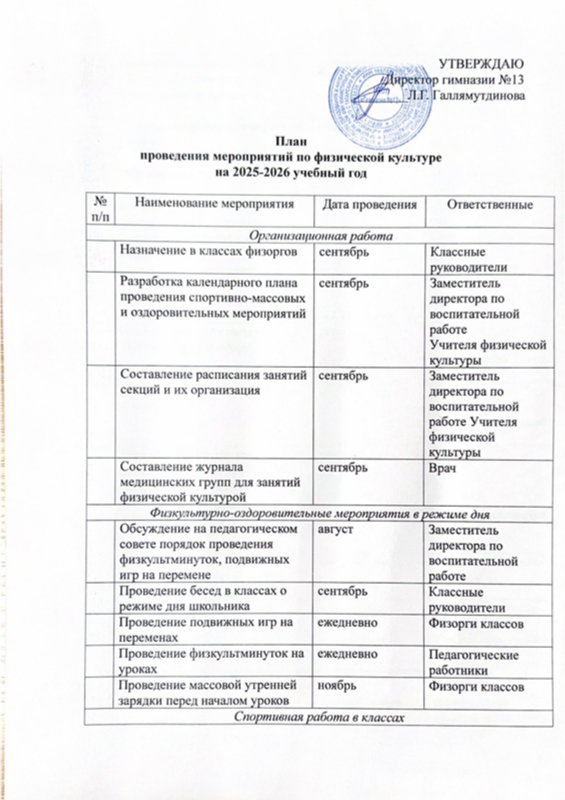 УТВЕРЖДАЮ
Директор гимназии №13
Л.Г. Галлямутдинова
План
проведения мероприятий по физической культуре
на 2025-2026 учебный год
№ п/п Наименование мероприятия Дата проведения Ответственные
Организационная работа
Назначение в классах физоргов сентябрь Классные
руководители
Разработка календарного плана сентябрь Заместитель
проведения спортивно-массовых директора по
и оздоровительных мероприятий воспитательной
работе
Учителя физической
культуры
Составление расписания занятий сентябрь Заместитель
секций и их организация директора по
воспитательной
работе Учителя
физической
культуры
Составление журнала сентябрь Врач
медицинских групп для занятий
физической культурой
Физкультурно-оздоровительные мероприятия в режиме дня
Обсуждение на педагогическом август Заместитель
совете порядок проведения директора по
физкультминуток, подвижных воспитательной
игр на перемене работе
Проведение бесед в классах о сентябрь Классные
режиме дня школьника руководители
Проведение подвижных игр на ежедневно Физорги классов
переменах
Проведение физкультминуток на ежедневно Педагогические
уроках работники
Проведение массовой утренней ноябрь Физорги классов
зарядки перед началом уроков
Спортивная работа в классах